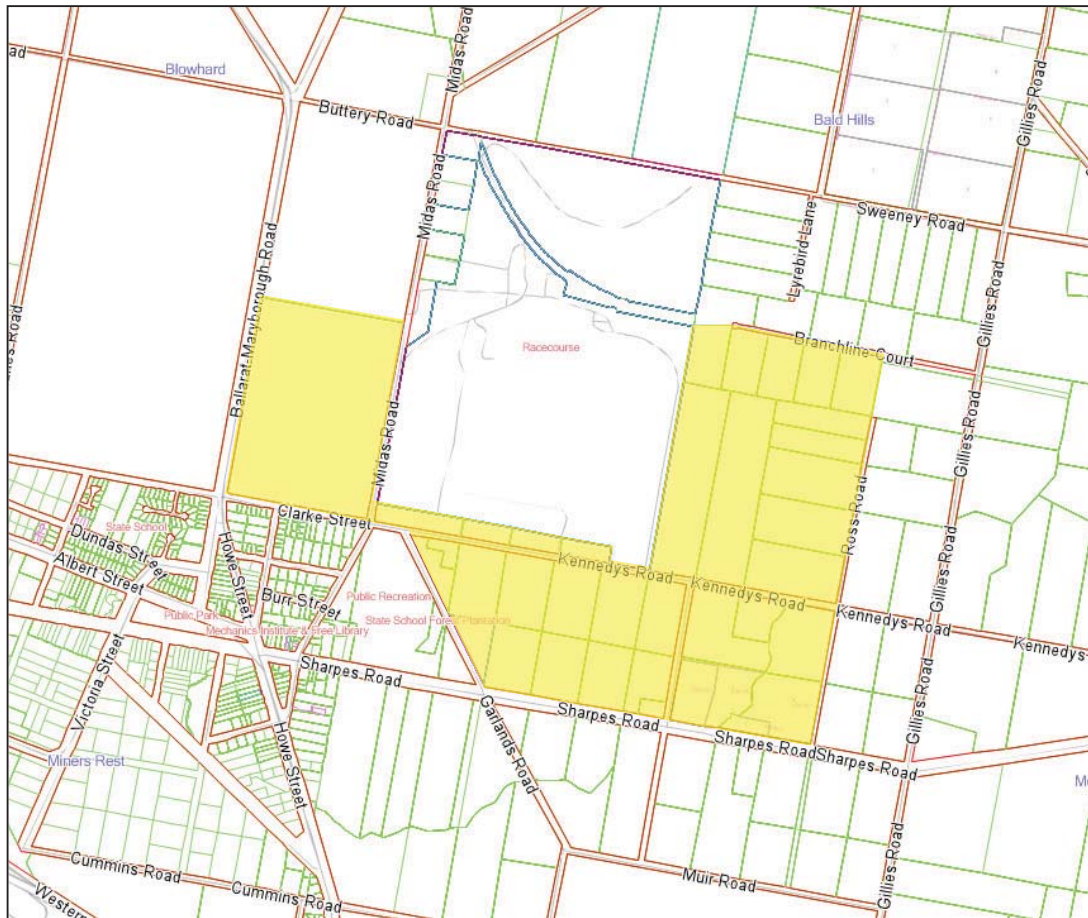 Blowhard
Midas Road
ad
Buttery Road
Bald Hills
Gillies Road
Midas Road
Sweeney Road
Lyrebird Lane
Ballarat-Maryborough Road
Gillies Road
Racecourse
Branchline Court
Road
Midas Road
Gillies Road
Ross Road
Clarke Street
State School
Dundas Street
Albert Street
Howe Street
Kennedys Road
Kennedys Road
Kennedys Road
Kennedys
Gillies Road
Burr Street
Public Recreation
Public Park
State School Forest Plantation
Mechanics Institute & Free Library
Sharpes Road
Victoria Street
Garlands Road
Sharpes Road
Sharpes Road
Sharpes Road
Gillies Road
Miners Rest
Howe Street
Gillies Road
Cummins Road
Cummins Road
Muir Road
Western